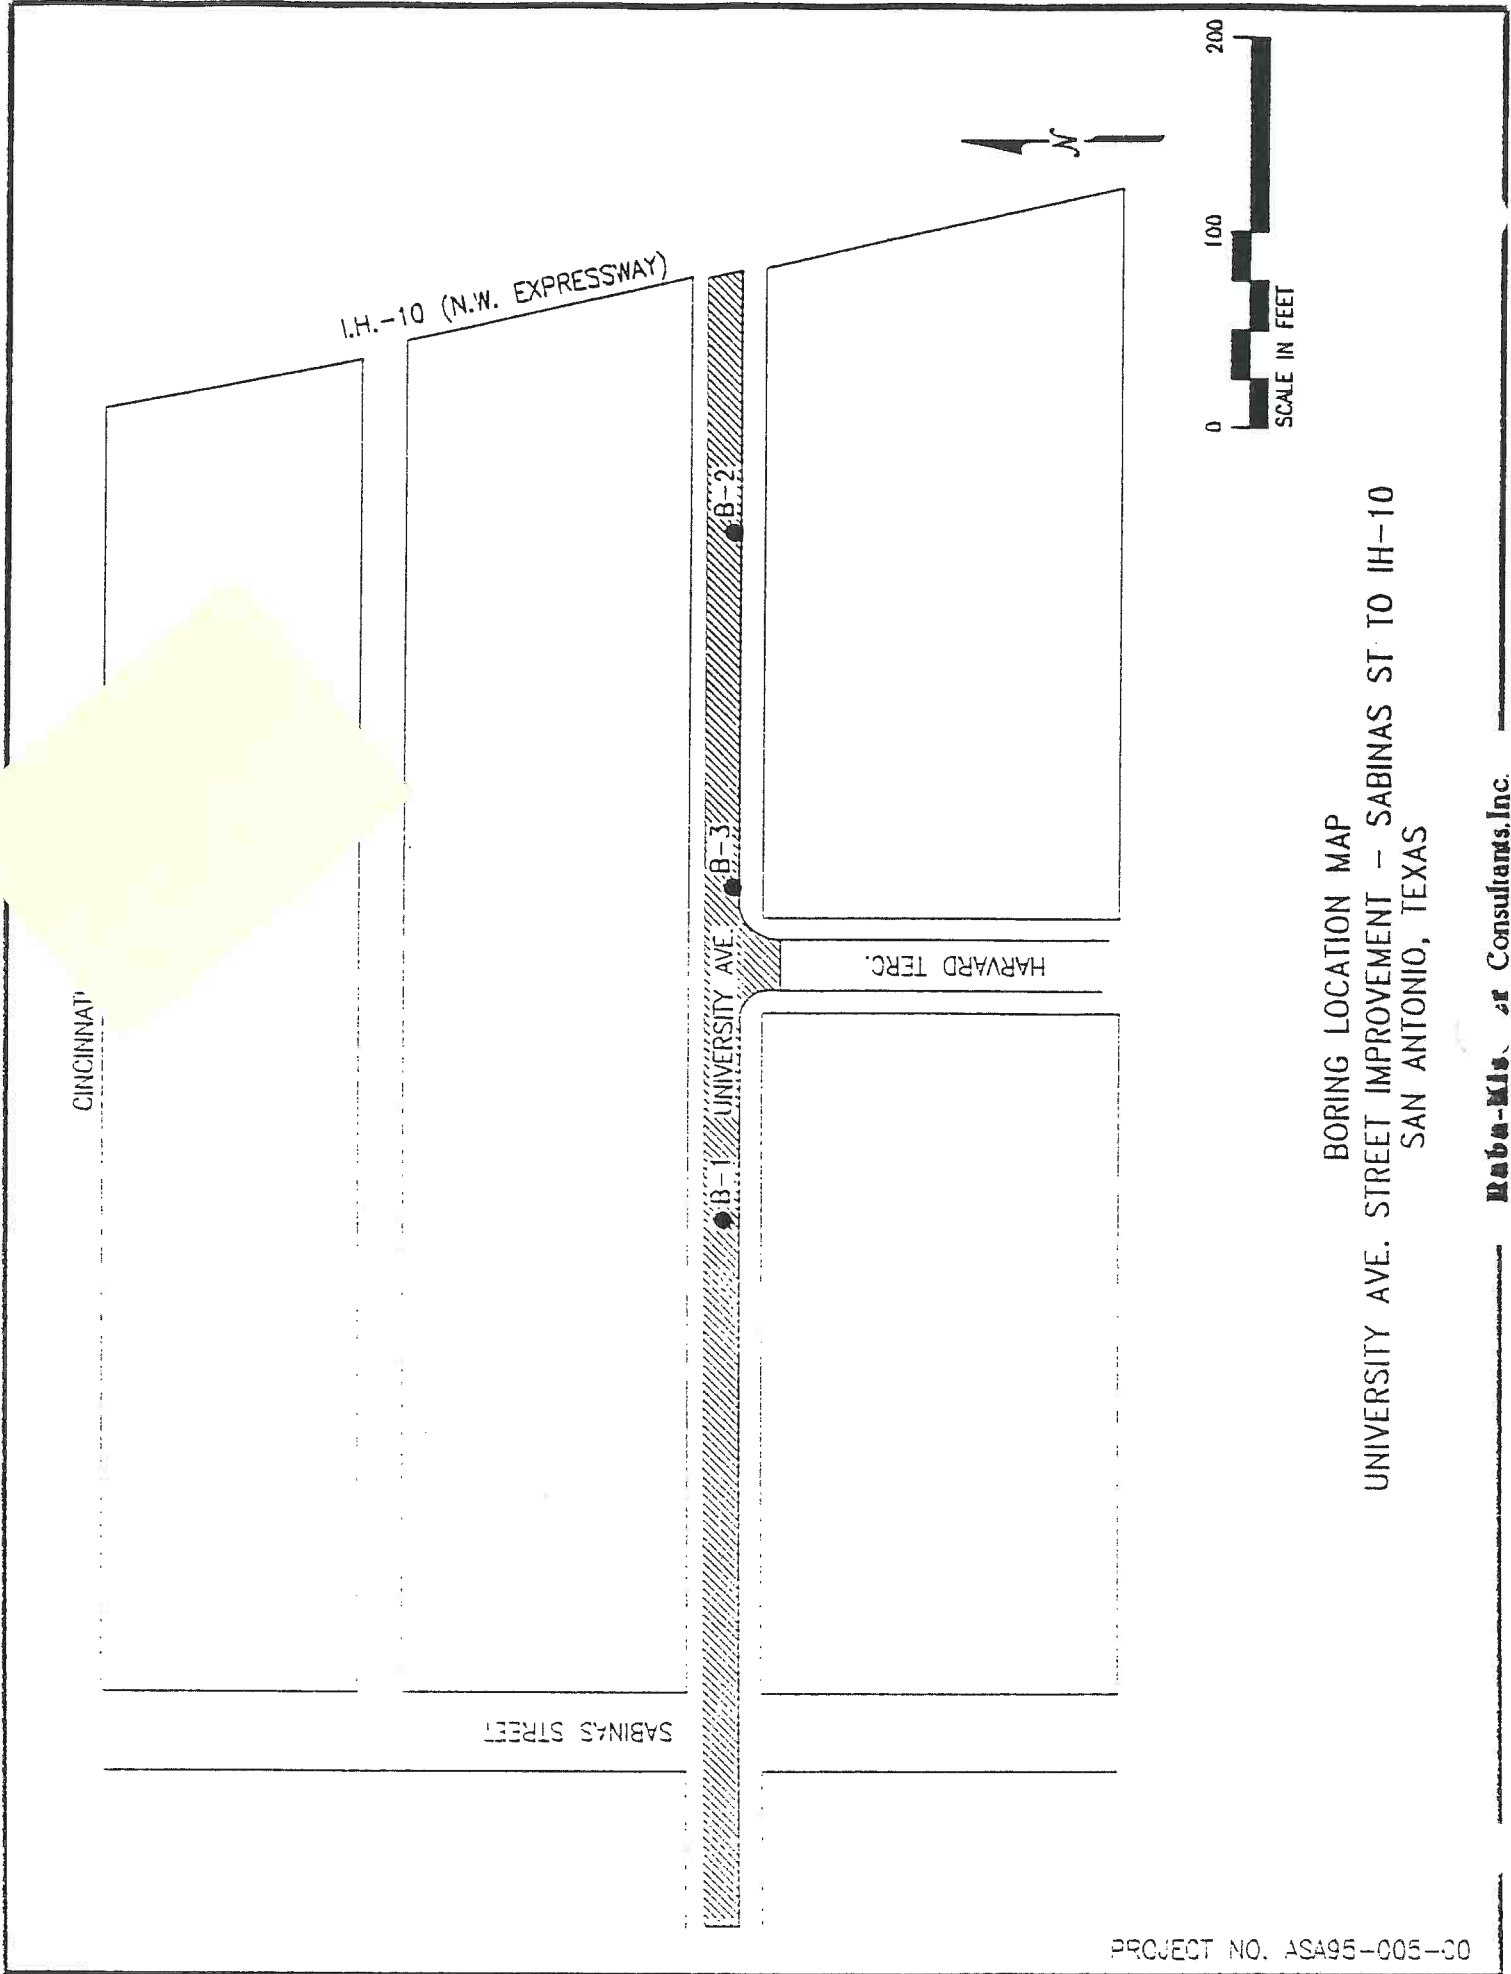 CINCINNATI
I.H.-10 (N.W. EXPRESSWAY)
B-1
UNIVERSITY AVE.
B-3
B-2
SABINAS STREET
HARVARD TERC.
N
0 100 200
SCALE IN FEET
BORING LOCATION MAP
UNIVERSITY AVE. STREET IMPROVEMENT - SABINAS ST TO IH-10
SAN ANTONIO, TEXAS
Consultants, Inc.
PROJECT NO. ASA95-005-00